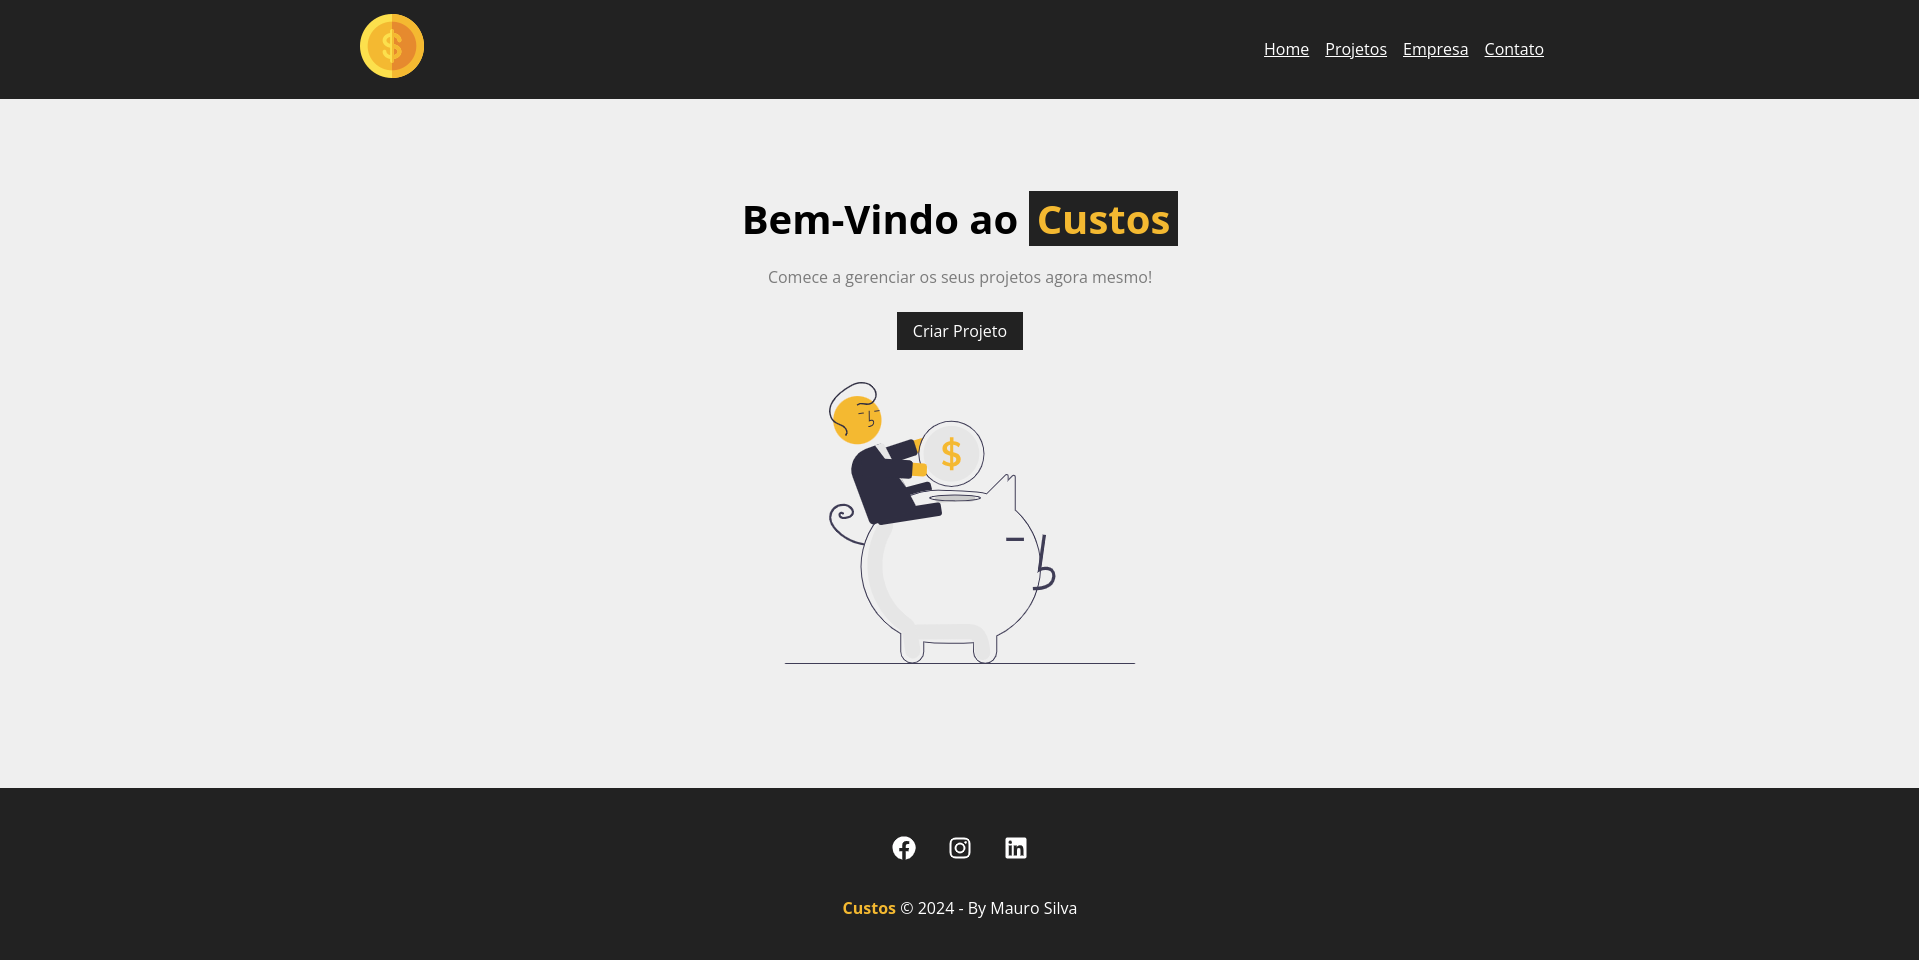 $
Home Projetos Empresa Contato
Bem-Vindo ao Custos
Comece a gerenciar os seus projetos agora mesmo!
Criar Projeto
$
Custos © 2024 - By Mauro Silva